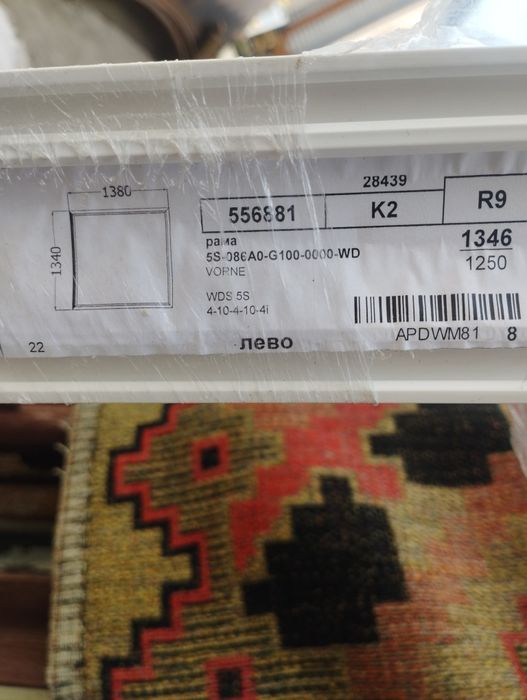 1380
1340
28439
556881
K2
R9
рама
5S-086A0-G100-0000-WD
VORNE
1346
1250
WDS 5S
4-10-4-10-4i
APDWM81
8
22
лево